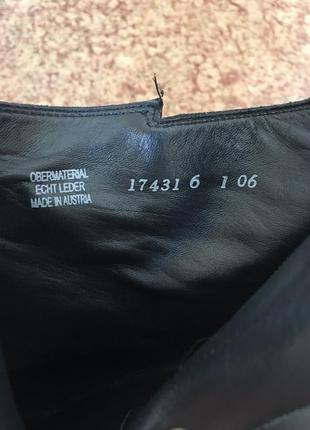 OBERMATERIAL
ECHT LEDER
MADE IN AUSTRIA
17431 6 1 06